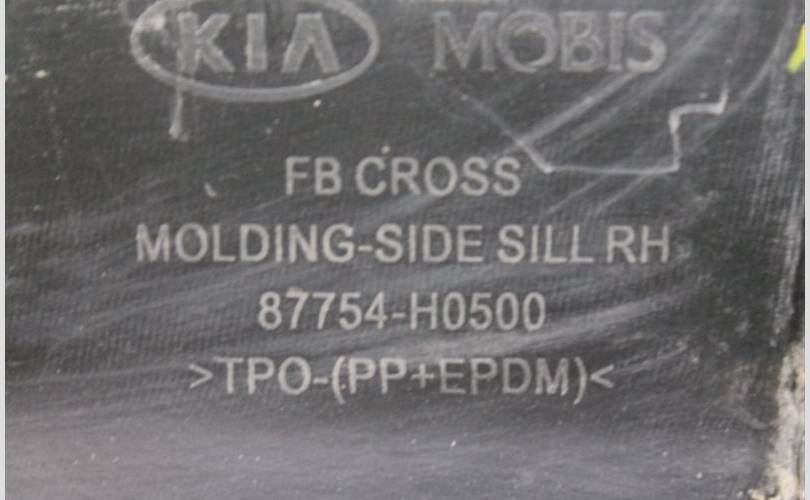 KIA MOBIS
FB CROSS
MOLDING-SIDE SILL RH
87754-H0500
>TPO-(PP+EPDM)<